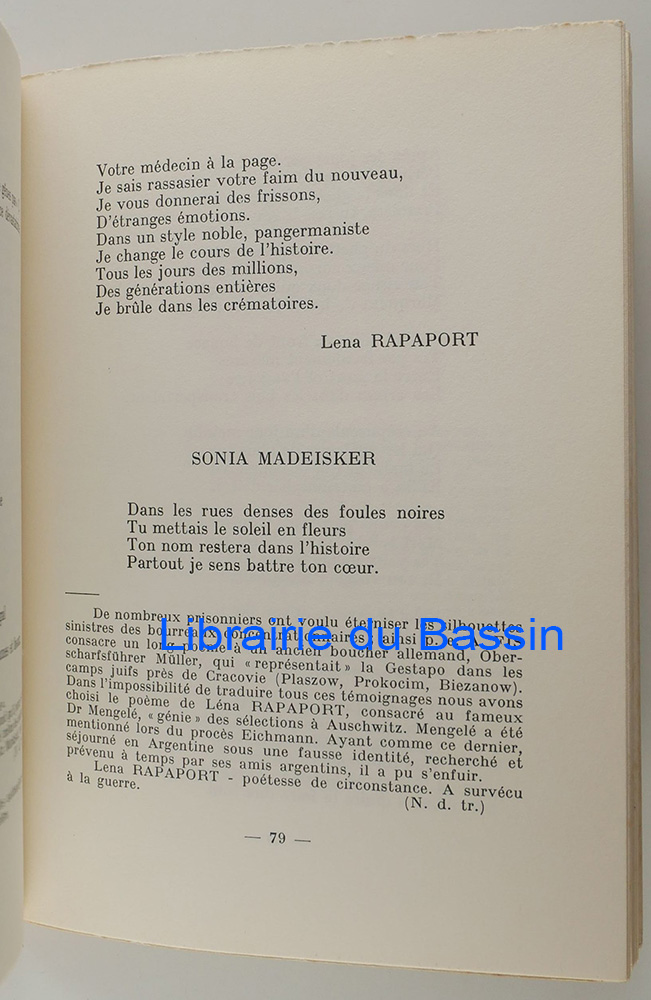 Votre médecin à la page.
Je sais rassasier votre faim du nouveau,
Je vous donnerai des frissons,
D'étranges émotions.
Dans un style noble, pangermaniste
Je change le cours de l'histoire.
Tous les jours des millions,
Des générations entières
Je brûle dans les crématoires.
Lena RAPAPORT
SONIA MADEISKER
Dans les rues denses des foules noires
Tu mettais le soleil en fleurs
Ton nom restera dans l'histoire
Partout je sens battre ton cœur.
De nombreux prisonniers ont voulu éterniser les silhouettes
sinistres des bourreaux concentrationnaires
consacre un long poème à un ancien boucher allemand, Ober-
scharfsführer Müller, qui « représentait » la Gestapo dans les
camps juifs près de Cracovie (Plaszow, Prokocim, Biezanow).
Dans l'impossibilité de traduire tous ces témoignages nous avons
choisi le poème de Léna RAPAPORT, consacré au fameux
Dr Mengelé, « génie » des sélections à Auschwitz. Mengelé a été
mentionné lors du procès Eichmann. Ayant comme ce dernier,
séjourné en Argentine sous une fausse identité, recherché et
prévenu à temps par ses amis argentins, il a pu s'enfuir.
Lena RAPAPORT - poétesse de circonstance. A survécu
à la guerre.
(N. d. tr.)
— 79 —
Librairie du Bassin